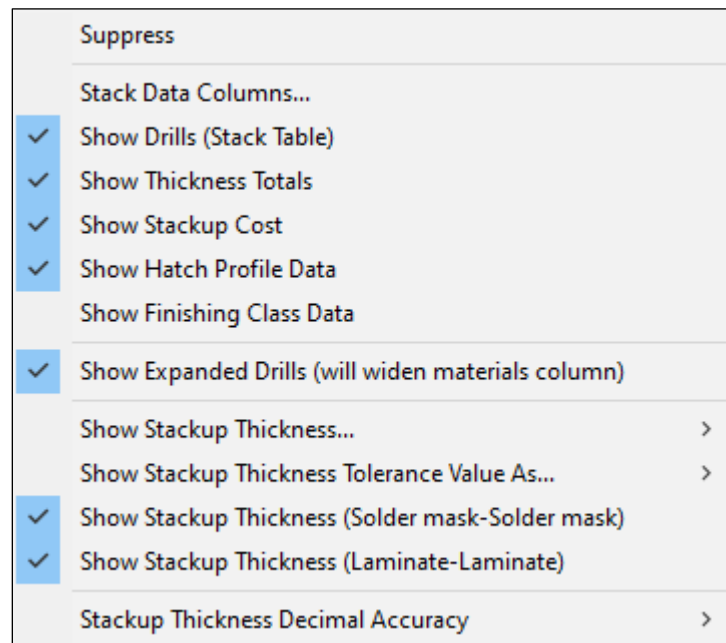 Suppress
Stack Data Columns...
Show Drills (Stack Table)
Show Thickness Totals
Show Stackup Cost
Show Hatch Profile Data
Show Finishing Class Data
Show Expanded Drills (will widen materials column)
Show Stackup Thickness...
Show Stackup Thickness Tolerance Value As...
Show Stackup Thickness (Solder mask-Solder mask)
Show Stackup Thickness (Laminate-Laminate)
Stackup Thickness Decimal Accuracy